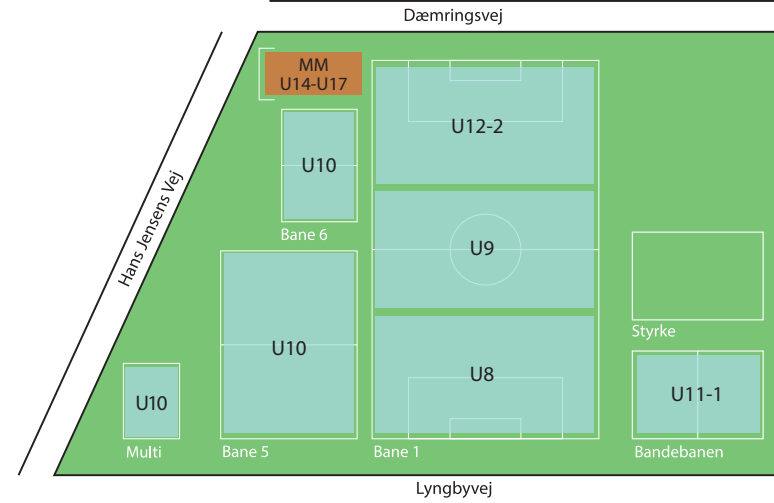 Dæmringsvej
MM
U14-U17
U12-2
U10
Bane 6
Hans Jensens Vej
U9
Styrke
U10
U8
U11-1
U10
Multi
Bane 5
Bane 1
Bandebanen
Lyngbyvej